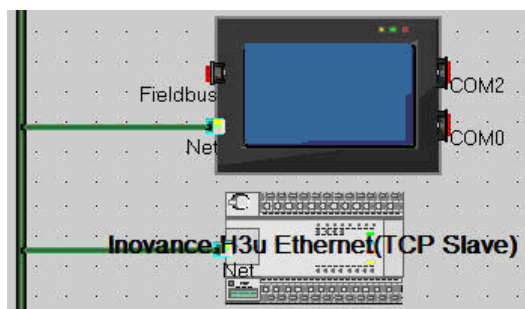 Fieldbus
COM2
Net
COM0
Inovance H3u Ethernet(TCP Slave)
Net